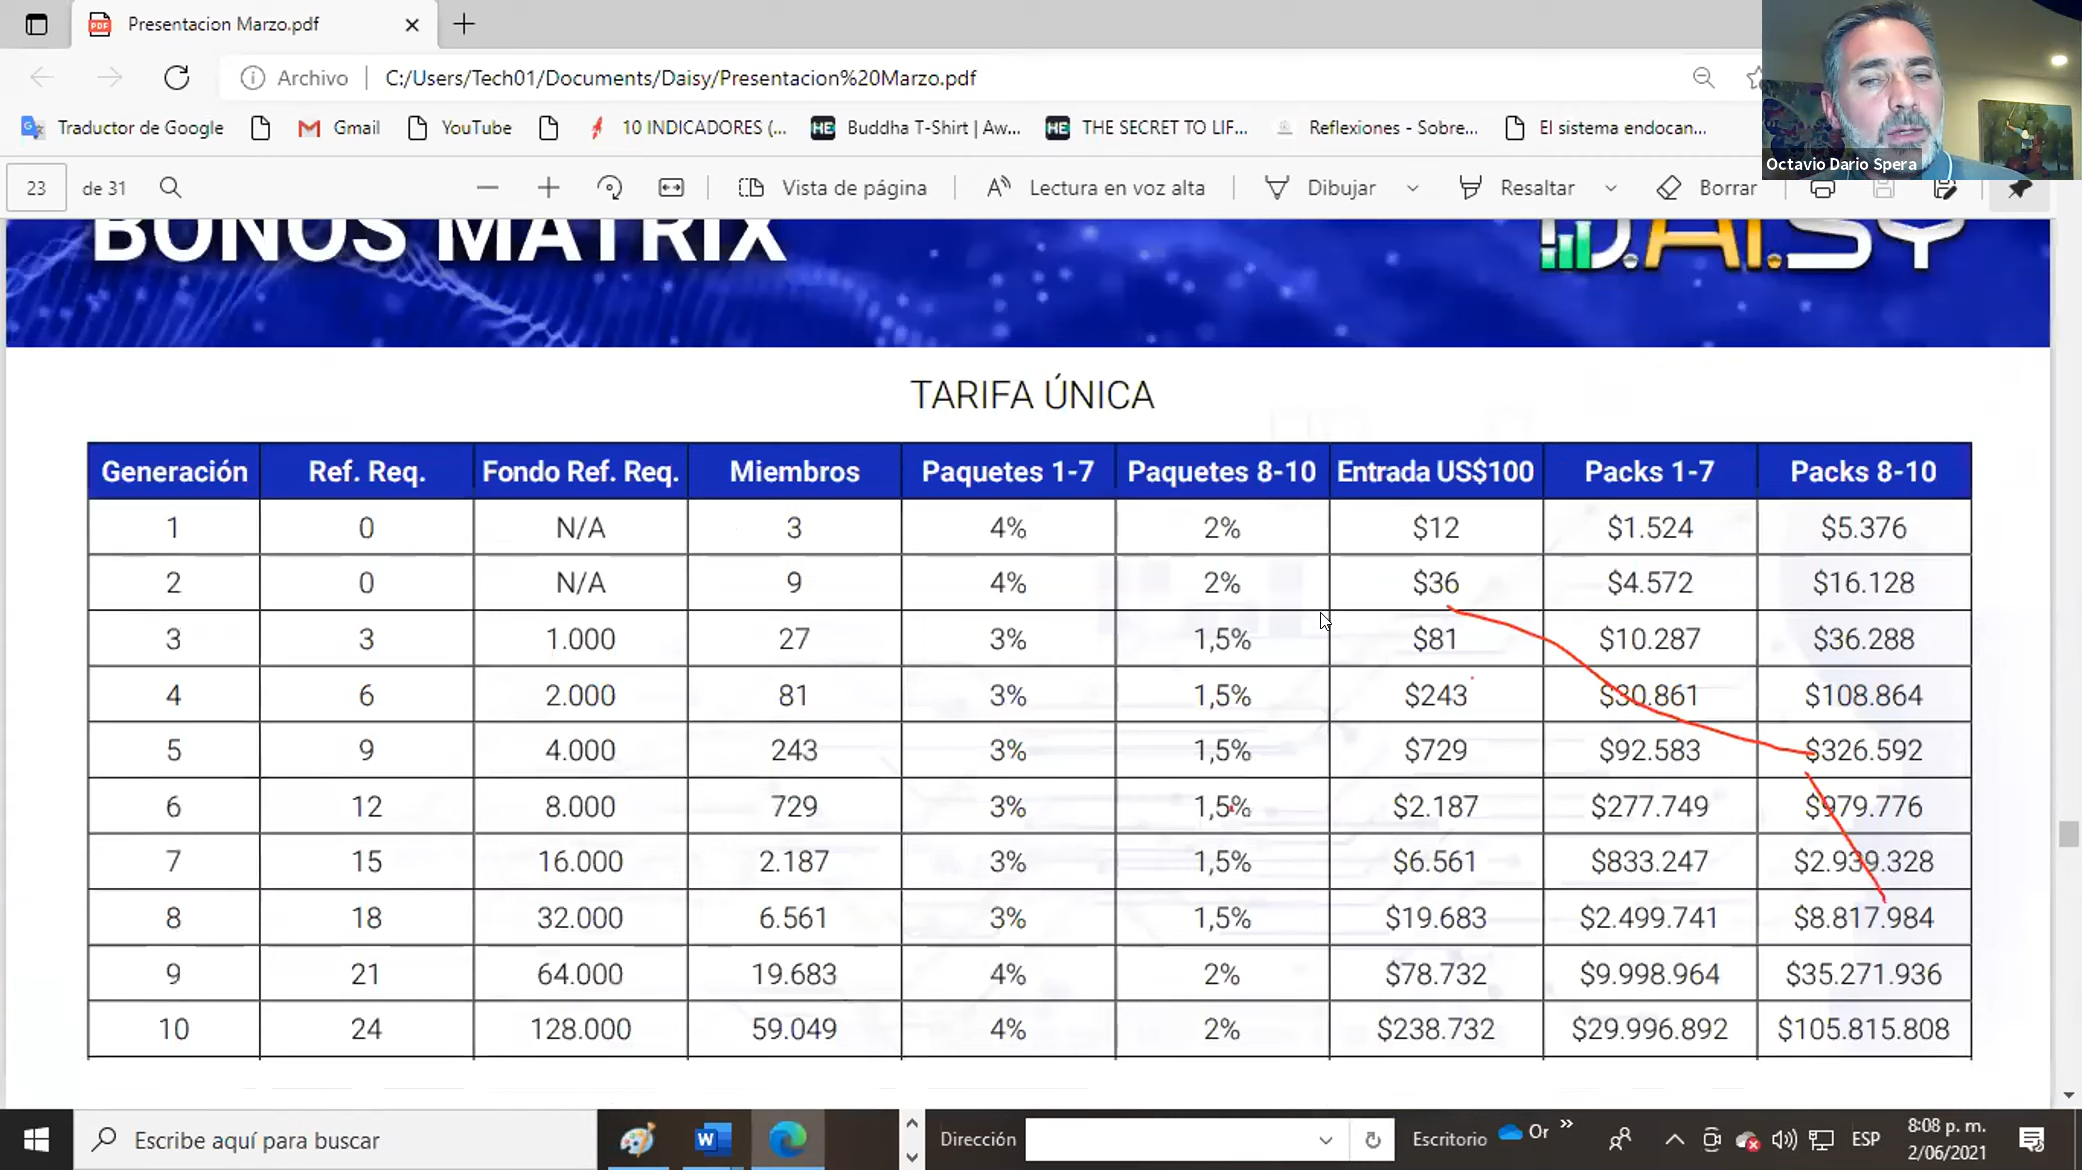 Presentacion Marzo.pdf
Archivo C:/Users/Tech01/Documents/Daisy/Presentacion%20Marzo.pdf
Traductor de Google Gmail YouTube 10 INDICADORES (... HE Buddha T-Shirt | Aw... HE THE SECRET TO LIF... Reflexiones - Sobre... El sistema endocan...
Octavio Dario Spera
23 de 31 Vista de página Lectura en voz alta Dibujar Resaltar Borrar
BONOS MATRIX D.AI.SY
TARIFA ÚNICA
Generación Ref. Req. Fondo Ref. Req. Miembros Paquetes 1-7 Paquetes 8-10 Entrada US$100 Packs 1-7 Packs 8-10
1 0 N/A 3 4% 2% $12 $1.524 $5.376
2 0 N/A 9 4% 2% $36 $4.572 $16.128
3 3 1.000 27 3% 1,5% $81 $10.287 $36.288
4 6 2.000 81 3% 1,5% $243 $30.861 $108.864
5 9 4.000 243 3% 1,5% $729 $92.583 $326.592
6 12 8.000 729 3% 1,5% $2.187 $277.749 $979.776
7 15 16.000 2.187 3% 1,5% $6.561 $833.247 $2.939.328
8 18 32.000 6.561 3% 1,5% $19.683 $2.499.741 $8.817.984
9 21 64.000 19.683 4% 2% $78.732 $9.998.964 $35.271.936
10 24 128.000 59.049 4% 2% $238.732 $29.996.892 $105.815.808
Escribe aquí para buscar Dirección Escritorio Or ESP 8:08 p. m.
2/06/2021